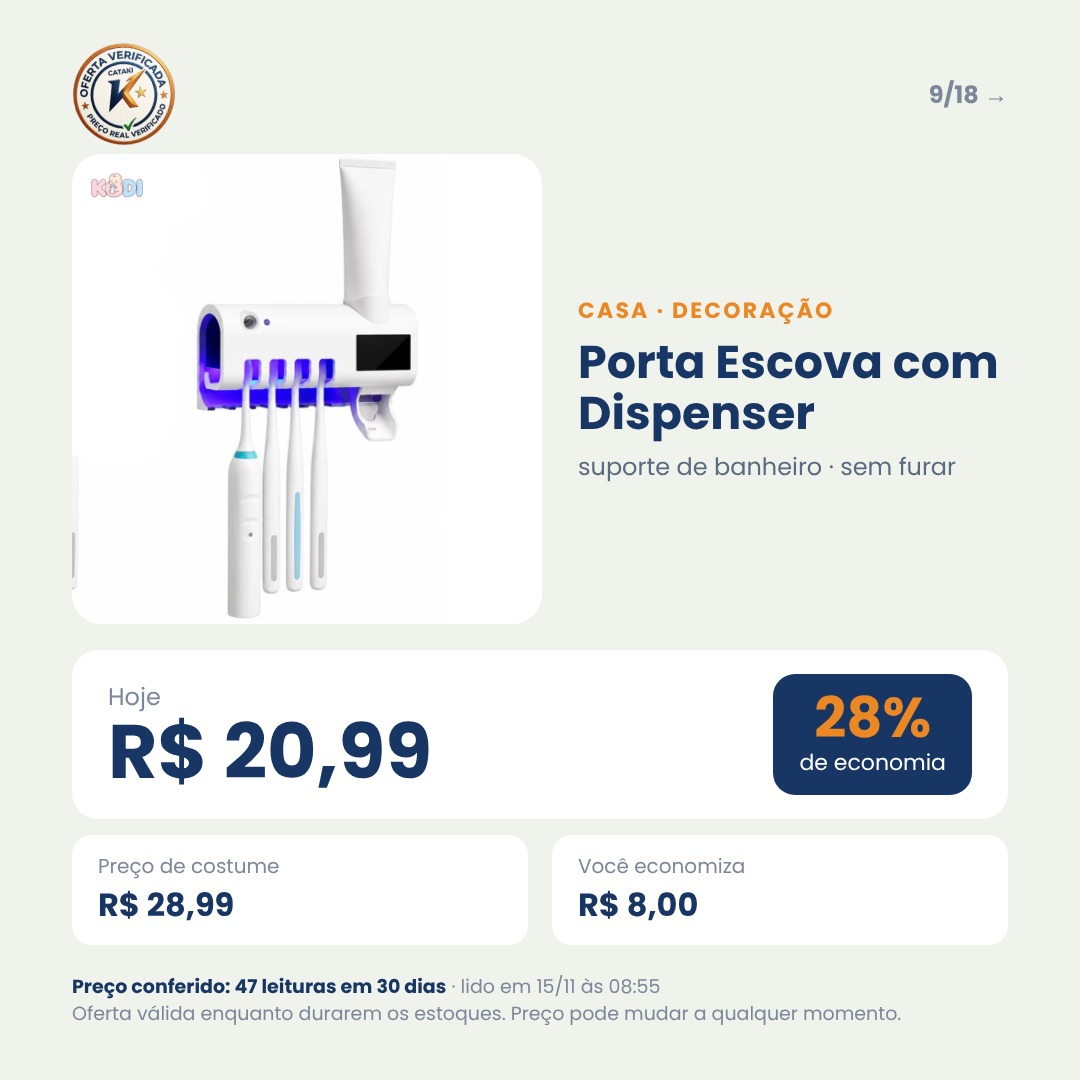 OFERTA VERIFICADA
CATAKI
K
PREÇO REAL VERIFICADO
9/18 →
KODI
CASA · DECORAÇÃO
Porta Escova com
Dispenser
suporte de banheiro · sem furar
Hoje
R$ 20,99
28%
de economia
Preço de costume
R$ 28,99
Você economiza
R$ 8,00
Preço conferido: 47 leituras em 30 dias · lido em 15/11 às 08:55
Oferta válida enquanto durarem os estoques. Preço pode mudar a qualquer momento.